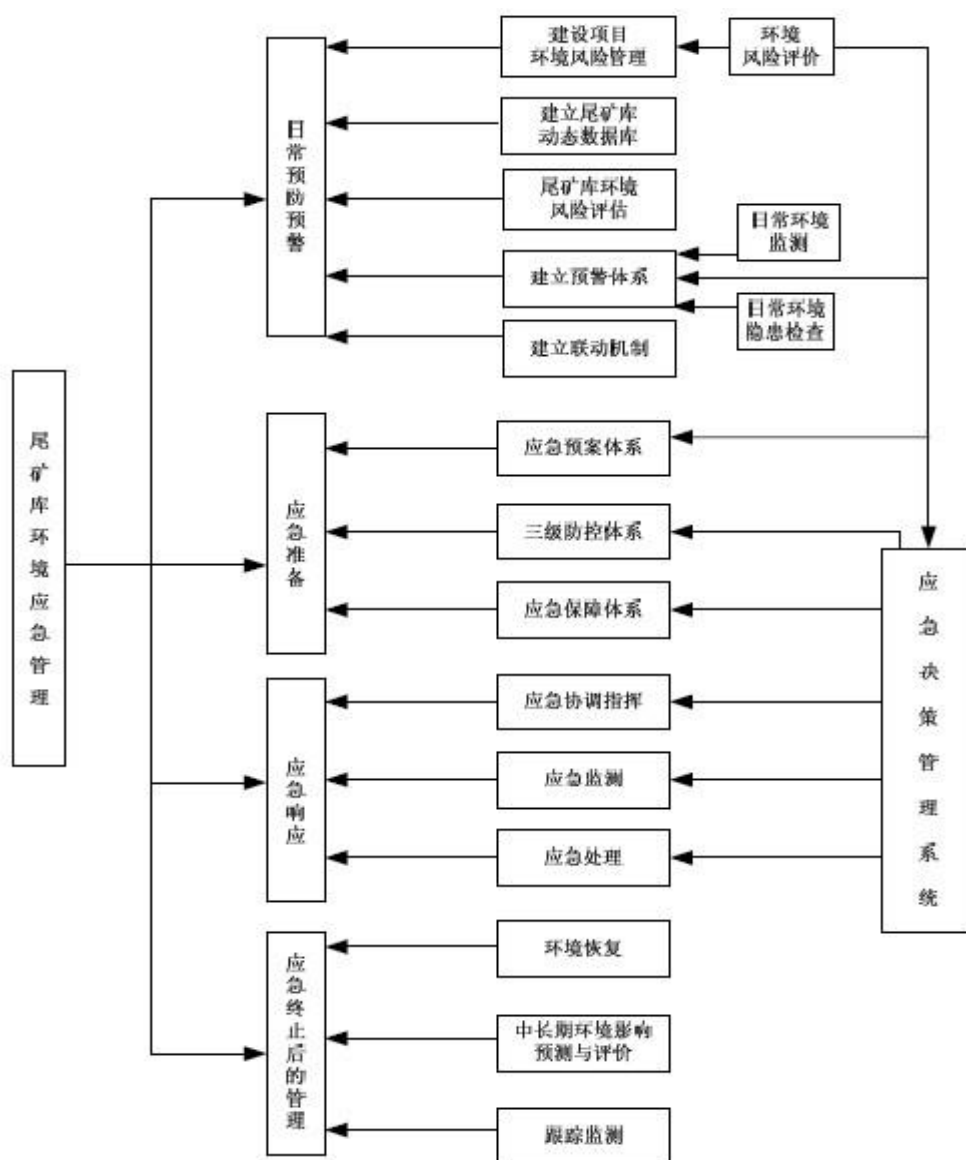 建设项目
环境风险管理
环境
风险评价
建立尾矿库
动态数据库
尾矿库环境
风险评估
日常环境
监测
建立预警体系
日常环境
隐患检查
建立联动机制
日常预防预警
尾矿库环境应急管理
应急准备
应急预案体系
三级防控体系
应急保障体系
应急决策管理系统
应急响应
应急协调指挥
应急监测
应急处理
应急终止后的管理
环境恢复
中长期环境影响
预测与评价
跟踪监测